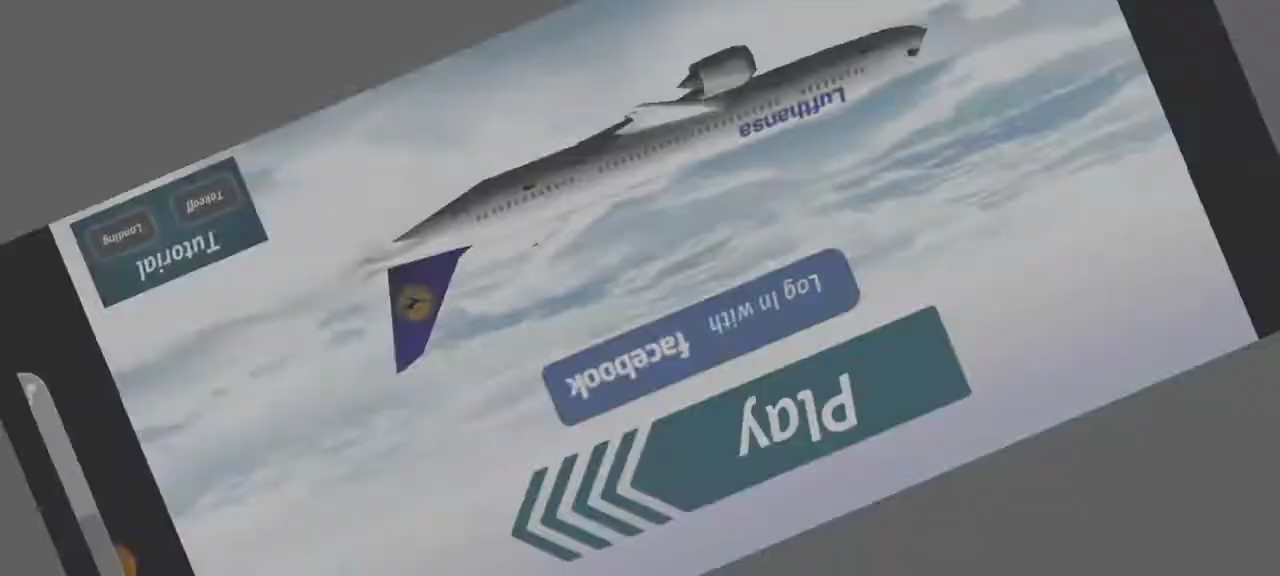 Play
Log In with facebook
Lufthansa
Tutorial
Takeoff
Landing